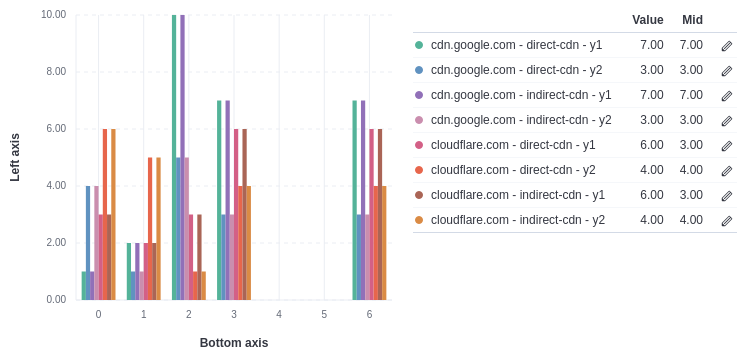 10.00
8.00
6.00
4.00
2.00
0.00
Left axis
0 1 2 3 4 5 6
Bottom axis
Value Mid
cdn.google.com - direct-cdn - y1 7.00 7.00
cdn.google.com - direct-cdn - y2 3.00 3.00
cdn.google.com - indirect-cdn - y1 7.00 7.00
cdn.google.com - indirect-cdn - y2 3.00 3.00
cloudflare.com - direct-cdn - y1 6.00 3.00
cloudflare.com - direct-cdn - y2 4.00 4.00
cloudflare.com - indirect-cdn - y1 6.00 3.00
cloudflare.com - indirect-cdn - y2 4.00 4.00